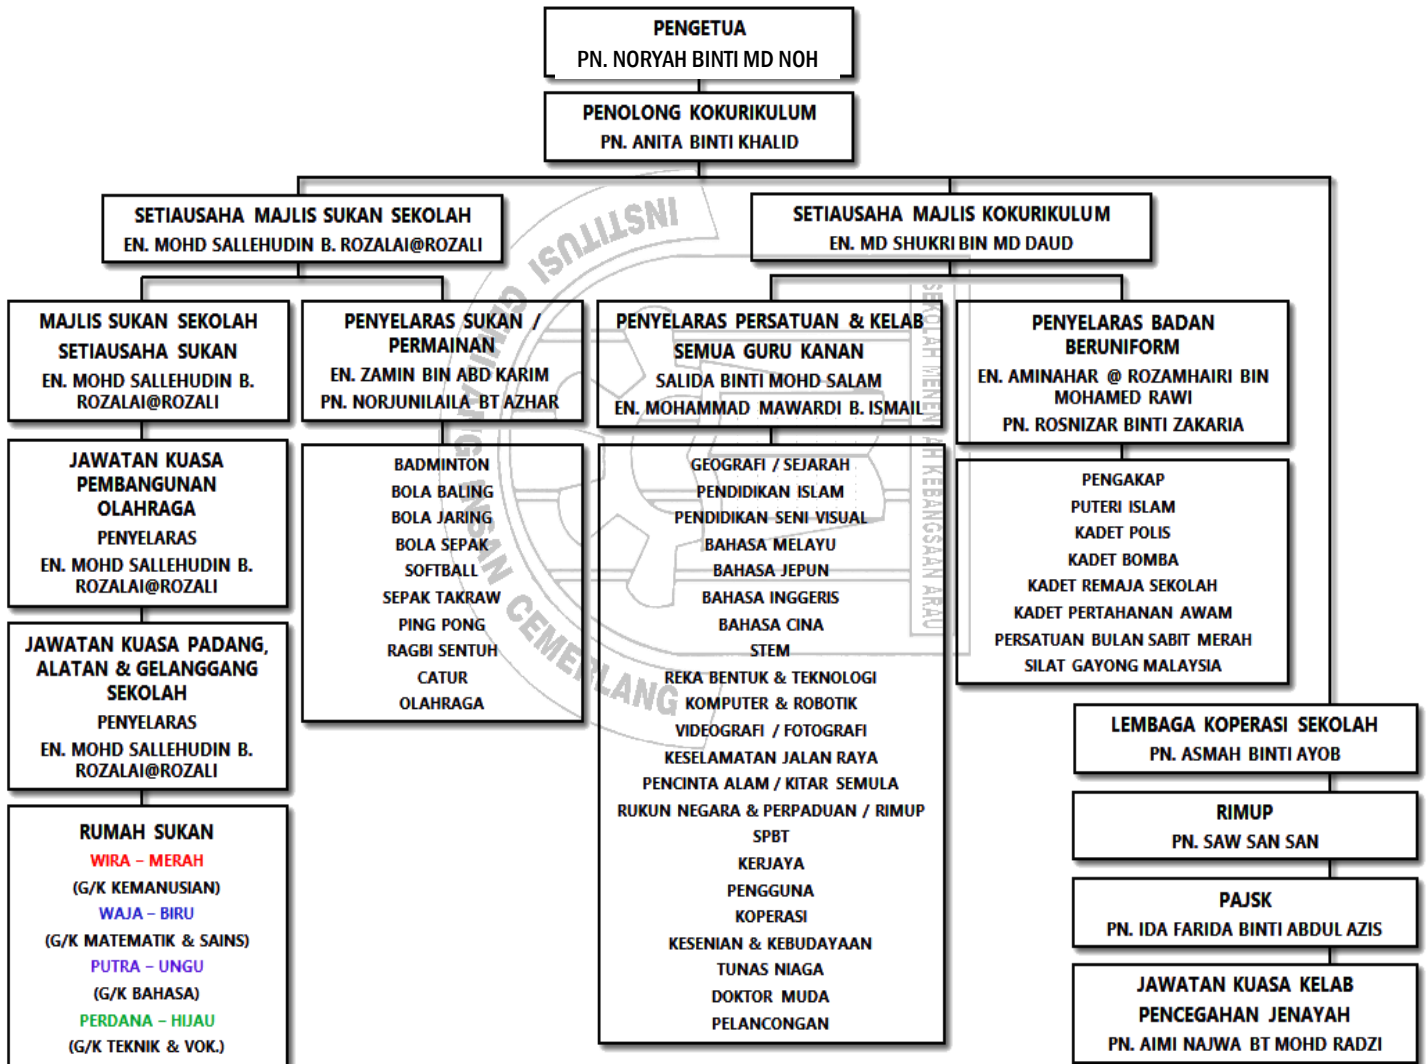 PENGETUA
PN. NORYAH BINTI MD NOH
PENOLONG KOKURIKULUM
PN. ANITA BINTI KHALID
SETIAUSAHA MAJLIS SUKAN SEKOLAH
EN. MOHD SALLEHUDIN B. ROZALAI@ROZALI
SETIAUSAHA MAJLIS KOKURIKULUM
EN. MD SHUKRI BIN MD DAUD
MAJLIS SUKAN SEKOLAH
SETIAUSAHA SUKAN
EN. MOHD SALLEHUDIN B.
ROZALAI@ROZALI
JAWATAN KUASA
PEMBANGUNAN
OLAHRAGA
PENYELARAS
EN. MOHD SALLEHUDIN B.
ROZALAI@ROZALI
JAWATAN KUASA PADANG,
ALATAN & GELANGGANG
SEKOLAH
PENYELARAS
EN. MOHD SALLEHUDIN B.
ROZALAI@ROZALI
RUMAH SUKAN
WIRA – MERAH
(G/K KEMANUSIAN)
WAJA – BIRU
(G/K MATEMATIK & SAINS)
PUTRA – UNGU
(G/K BAHASA)
PERDANA – HIJAU
(G/K TEKNIK & VOK.)
PENYELARAS SUKAN /
PERMAINAN
EN. ZAMIN BIN ABD KARIM
PN. NORJUNILAILA BT AZHAR
BADMINTON
BOLA BALING
BOLA JARING
BOLA SEPAK
SOFTBALL
SEPAK TAKRAW
PING PONG
RAGBI SENTUH
CATUR
OLAHRAGA
PENYELARAS PERSATUAN & KELAB
SEMUA GURU KANAN
SALIDA BINTI MOHD SALAM
EN. MOHAMMAD MAWARDI B. ISMAIL
GEOGRAFI / SEJARAH
PENDIDIKAN ISLAM
PENDIDIKAN SENI VISUAL
BAHASA MELAYU
BAHASA JEPUN
BAHASA INGGERIS
BAHASA CINA
STEM
REKA BENTUK & TEKNOLOGI
KOMPUTER & ROBOTIK
VIDEOGRAFI / FOTOGRAFI
KESELAMATAN JALAN RAYA
PENCINTA ALAM / KITAR SEMULA
RUKUN NEGARA & PERPADUAN / RIMUP
SPBT
KERJAYA
PENGGUNA
KOPERASI
KESENIAN & KEBUDAYAAN
TUNAS NIAGA
DOKTOR MUDA
PELANCONGAN
PENYELARAS BADAN
BERUNIFORM
EN. AMINAHAR @ ROZAMHAIRI BIN
MOHAMED RAWI
PN. ROSNIZAR BINTI ZAKARIA
PENGAKAP
PUTERI ISLAM
KADET POLIS
KADET BOMBA
KADET REMAJA SEKOLAH
KADET PERTAHANAN AWAM
PERSATUAN BULAN SABIT MERAH
SILAT GAYONG MALAYSIA
LEMBAGA KOPERASI SEKOLAH
PN. ASMAH BINTI AYOB
RIMUP
PN. SAW SAN SAN
PAJSK
PN. IDA FARIDA BINTI ABDUL AZIS
JAWATAN KUASA KELAB
PENCEGAHAN JENAYAH
PN. AIMI NAJWA BT MOHD RADZI
INSTITUSI
INSAN
CEMERLANG
SEKOLAH
KEBANGSAAN ARAU